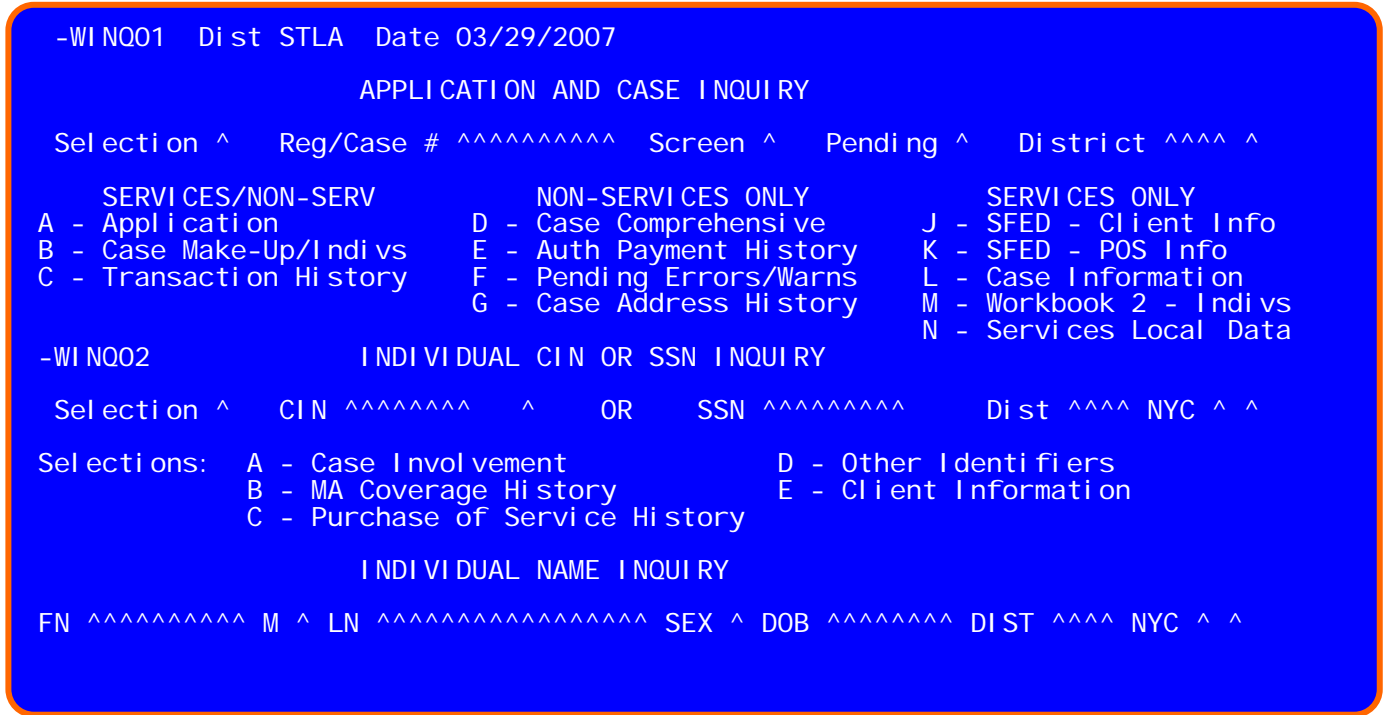 -WINQ01 Dist STLA Date 03/29/2007
APPLICATION AND CASE INQUIRY
Selection ^ Reg/Case # ^^^^^^^^^^ Screen ^ Pending ^ District ^^^^ ^
SERVICES/NON-SERV NON-SERVICES ONLY SERVICES ONLY
A - Application D - Case Comprehensive J - SFED - Client Info
B - Case Make-Up/Indivs E - Auth Payment History K - SFED - POS Info
C - Transaction History F - Pending Errors/Warns L - Case Information
G - Case Address History M - Workbook 2 - Indivs
N - Services Local Data
-WINQ02 INDIVIDUAL CIN OR SSN INQUIRY
Selection ^ CIN ^^^^^^^^ ^ OR SSN ^^^^^^^^^ Dist ^^^^ NYC ^ ^
Selections: A - Case Involvement D - Other Identifiers
B - MA Coverage History E - Client Information
C - Purchase of Service History
INDIVIDUAL NAME INQUIRY
FN ^^^^^^^^^^ M ^ LN ^^^^^^^^^^^^^^^^^ SEX ^ DOB ^^^^^^^^ DIST ^^^^ NYC ^ ^